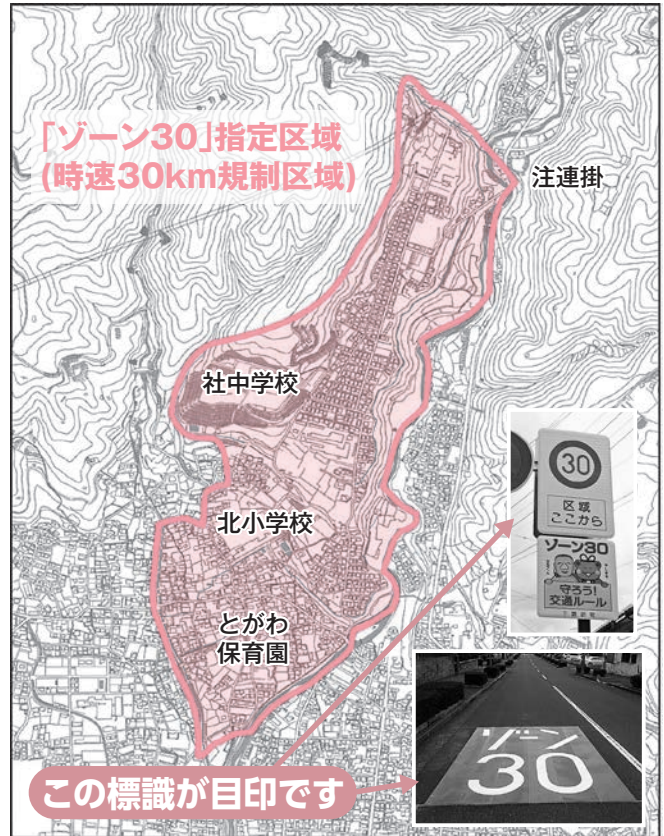 「ゾーン30」指定区域
(時速30km規制区域)
注連掛
社中学校
北小学校
とがわ
保育園
30
区域
ここから
ゾーン30
守ろう!
交通ルール
ゾーン
30
この標識が目印です